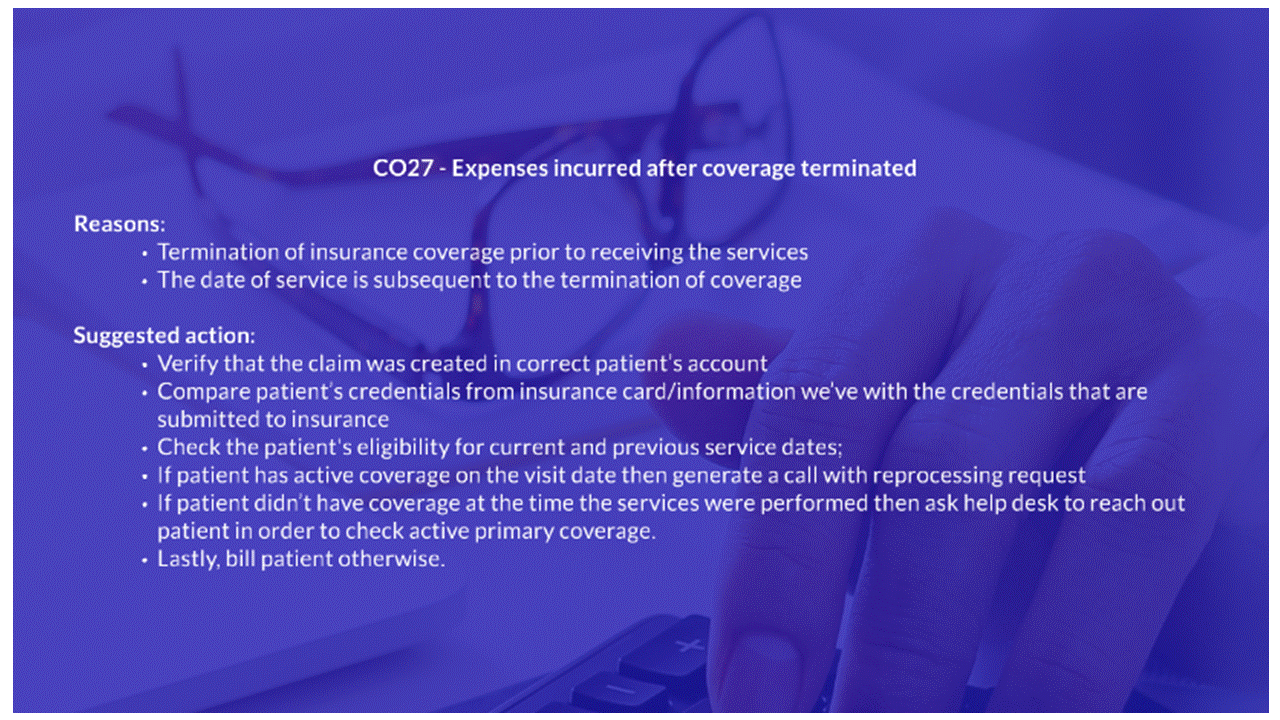 CO27 - Expenses incurred after coverage terminated
Reasons:
• Termination of insurance coverage prior to receiving the services
• The date of service is subsequent to the termination of coverage
Suggested action:
• Verify that the claim was created in correct patient's account
• Compare patient's credentials from insurance card/information we've with the credentials that are
submitted to insurance
• Check the patient's eligibility for current and previous service dates;
• If patient has active coverage on the visit date then generate a call with reprocessing request
• If patient didn't have coverage at the time the services were performed then ask help desk to reach out
patient in order to check active primary coverage.
• Lastly, bill patient otherwise.